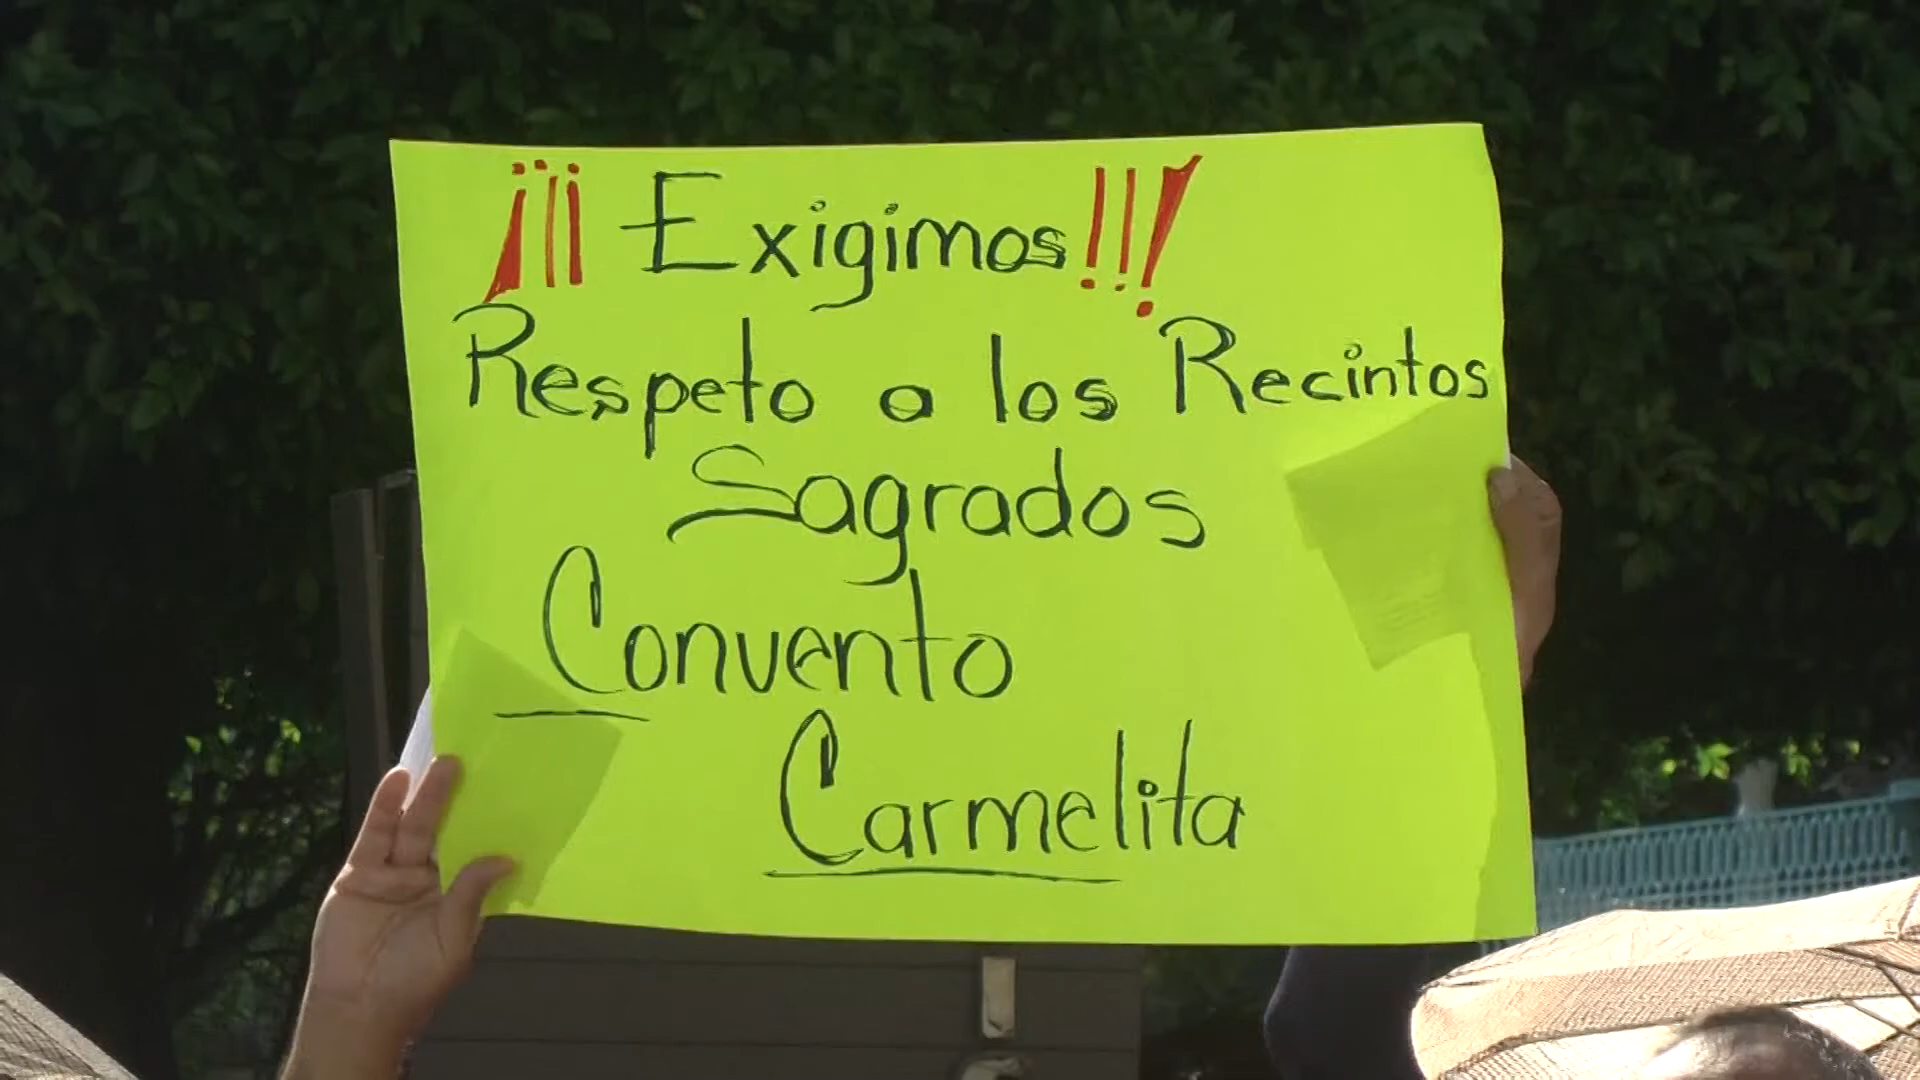 ¡¡¡Exigimos!!!
Respeto a los Recintos
Sagrados
Convento
Carmelita